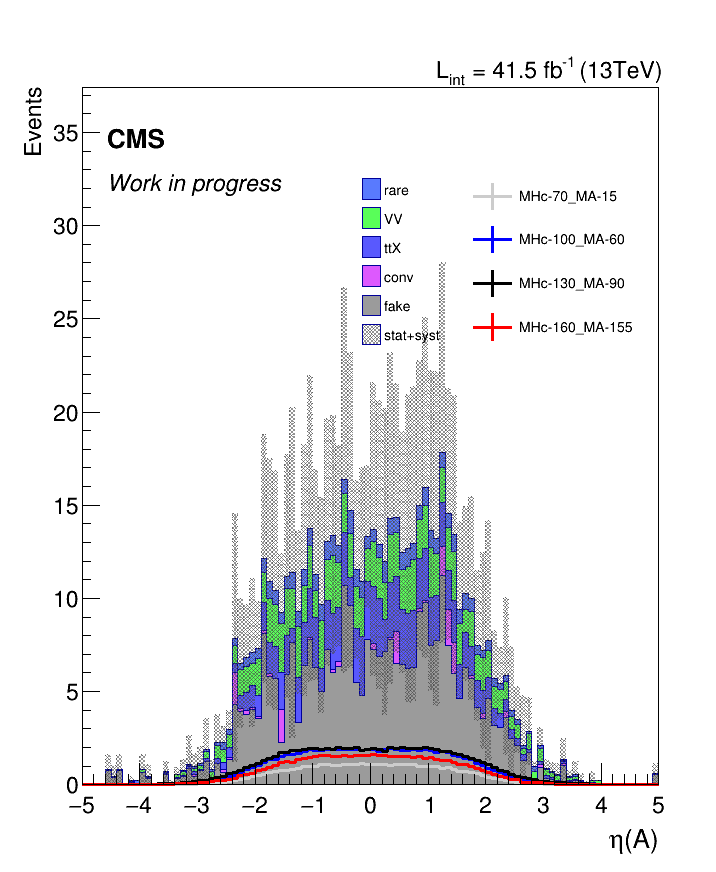 L_int = 41.5 fb^-1 (13TeV)
Events
CMS
Work in progress
rare
VV
ttX
conv
fake
stat+syst
MHc-70_MA-15
MHc-100_MA-60
MHc-130_MA-90
MHc-160_MA-155
35
30
25
20
15
10
5
0
−5 −4 −3 −2 −1 0 1 2 3 4 5
η(A)